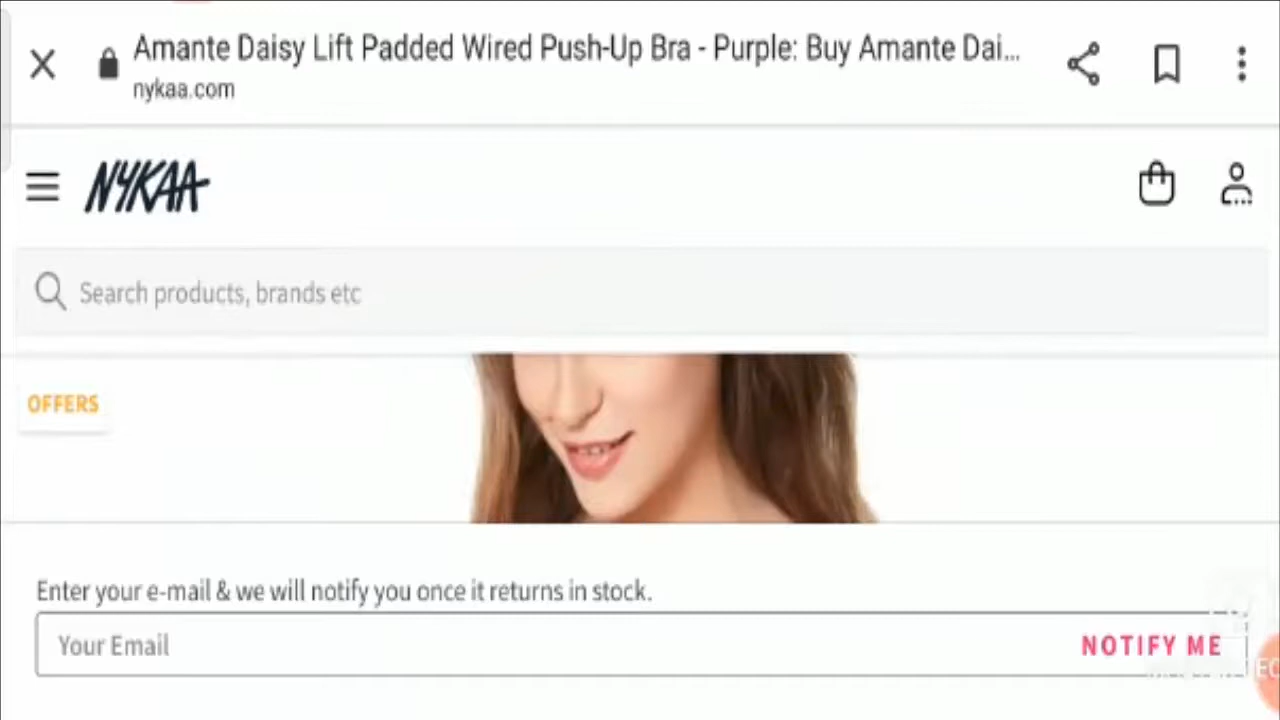 Amante Daisy Lift Padded Wired Push-Up Bra - Purple: Buy Amante Dai...
nykaa.com
NYKAA
Search products, brands etc
OFFERS
Enter your e-mail & we will notify you once it returns in stock.
Your Email
NOTIFY ME